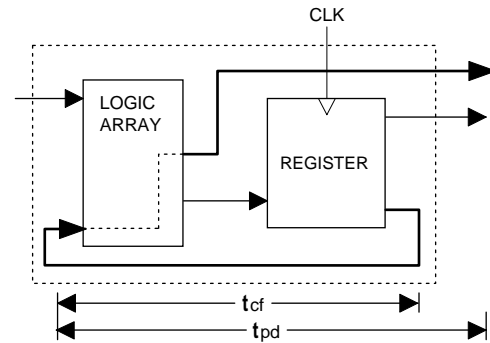 CLK
LOGIC
ARRAY
REGISTER
tcf
tpd